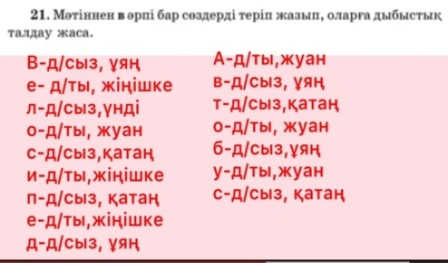 21. Мәтіннен в әрпі бар сөздерді теріп жазып, оларға дыбыстық
талдау жаса.
В-д/сыз, ұяң
е- д/ты, жіңішке
л-д/сыз,үнді
о-д/ты, жуан
с-д/сыз,қатаң
и-д/ты,жіңішке
п-д/сыз, қатаң
е-д/ты,жіңішке
д-д/сыз, ұяң
А-д/ты,жуан
в-д/сыз, ұяң
т-д/сыз,қатаң
о-д/ты, жуан
б-д/сыз,ұяң
у-д/ты,жуан
с-д/сыз, қатаң